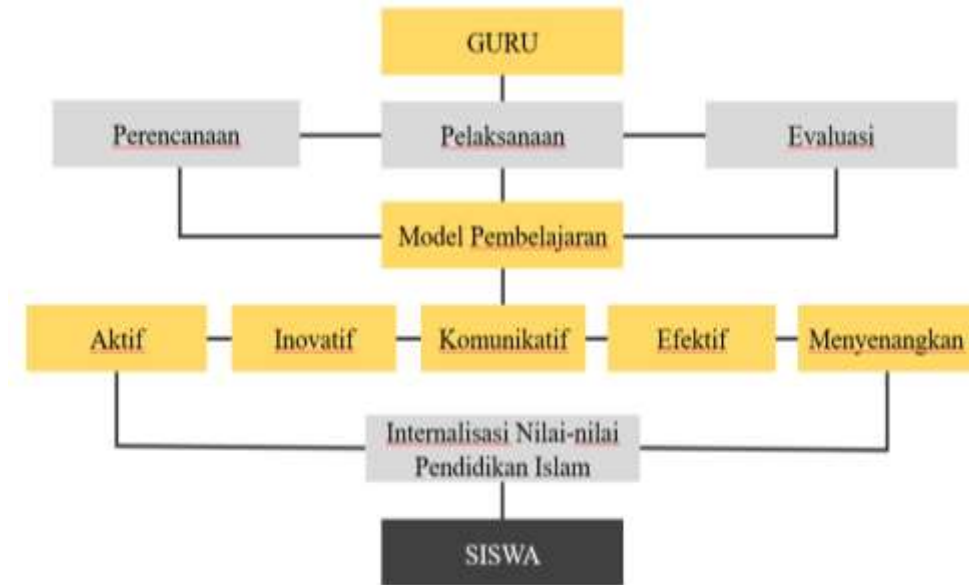 GURU
Perencanaan
Pelaksanaan
Evaluasi
Model Pembelajaran
Aktif
Inovatif
Komunikatif
Efektif
Menyenangkan
Internalisasi Nilai-nilai
Pendidikan Islam
SISWA